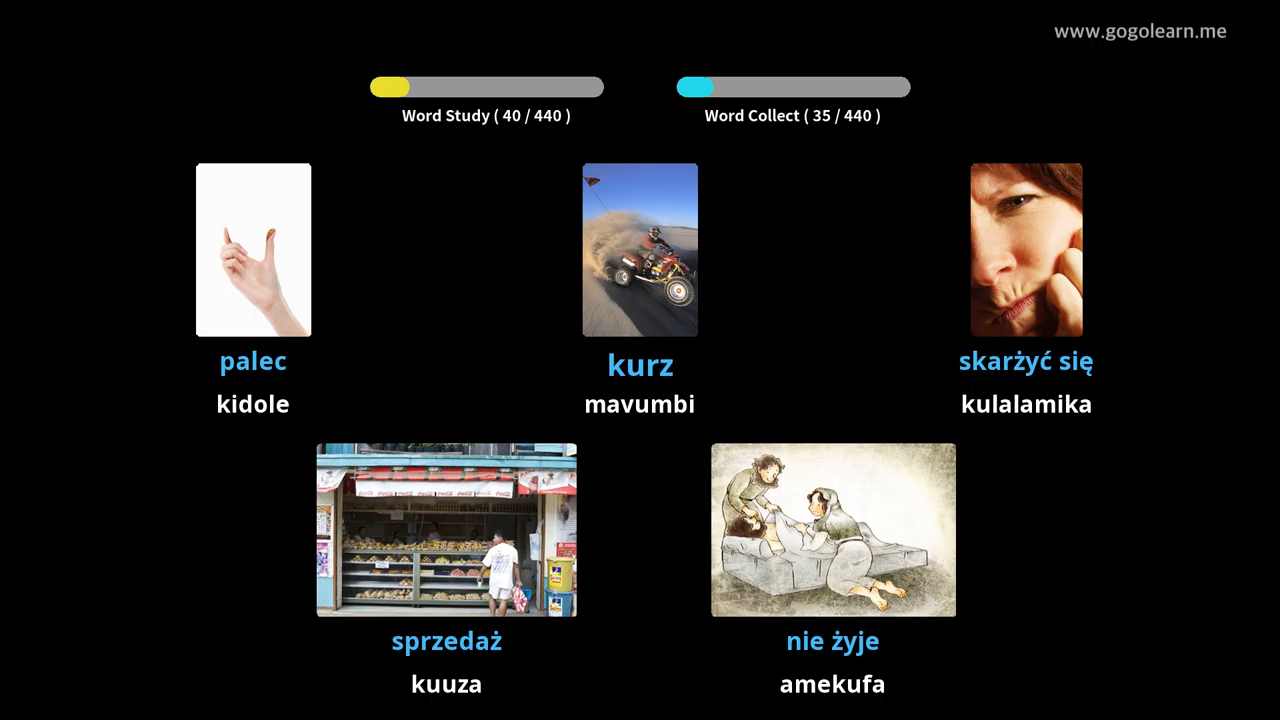 www.gogolearn.me
Word Study ( 40 / 440 )
Word Collect ( 35 / 440 )
palec
kurz
skarżyć się
kidole
mavumbi
kulalamika
sprzedaż
nie żyje
kuuza
amekufa